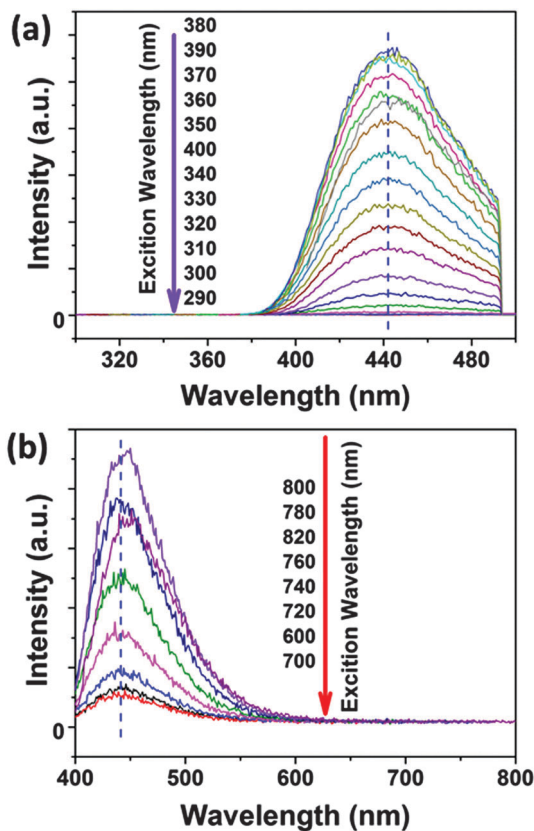 (a)
Intensity (a.u.)
0
Excition Wavelength (nm)
380
390
370
360
350
400
340
330
320
310
300
290
320 360 400 440 480
Wavelength (nm)
(b)
Intensity (a.u.)
0
800
780
820
760
740
720
600
700
Excition Wavelength (nm)
400 500 600 700 800
Wavelength (nm)